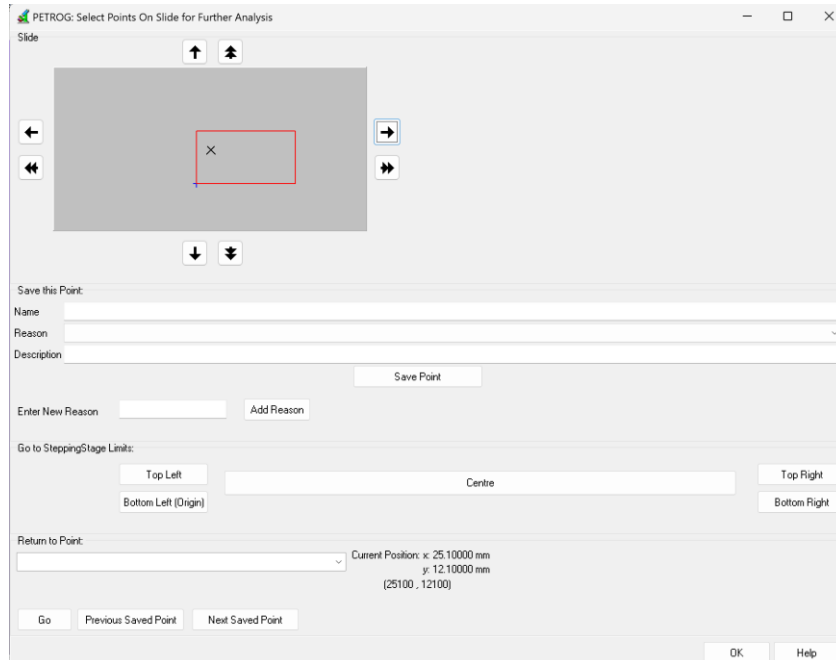 PETROG: Select Points On Slide for Further Analysis
Slide
Save this Point:
Name
Reason
Description
Save Point
Enter New Reason
Add Reason
Go to SteppingStage Limits:
Top Left
Centre
Top Right
Bottom Left (Origin)
Bottom Right
Return to Point:
Current Position: x: 25.10000 mm
y: 12.10000 mm
(25100 , 12100)
Go
Previous Saved Point
Next Saved Point
OK
Help